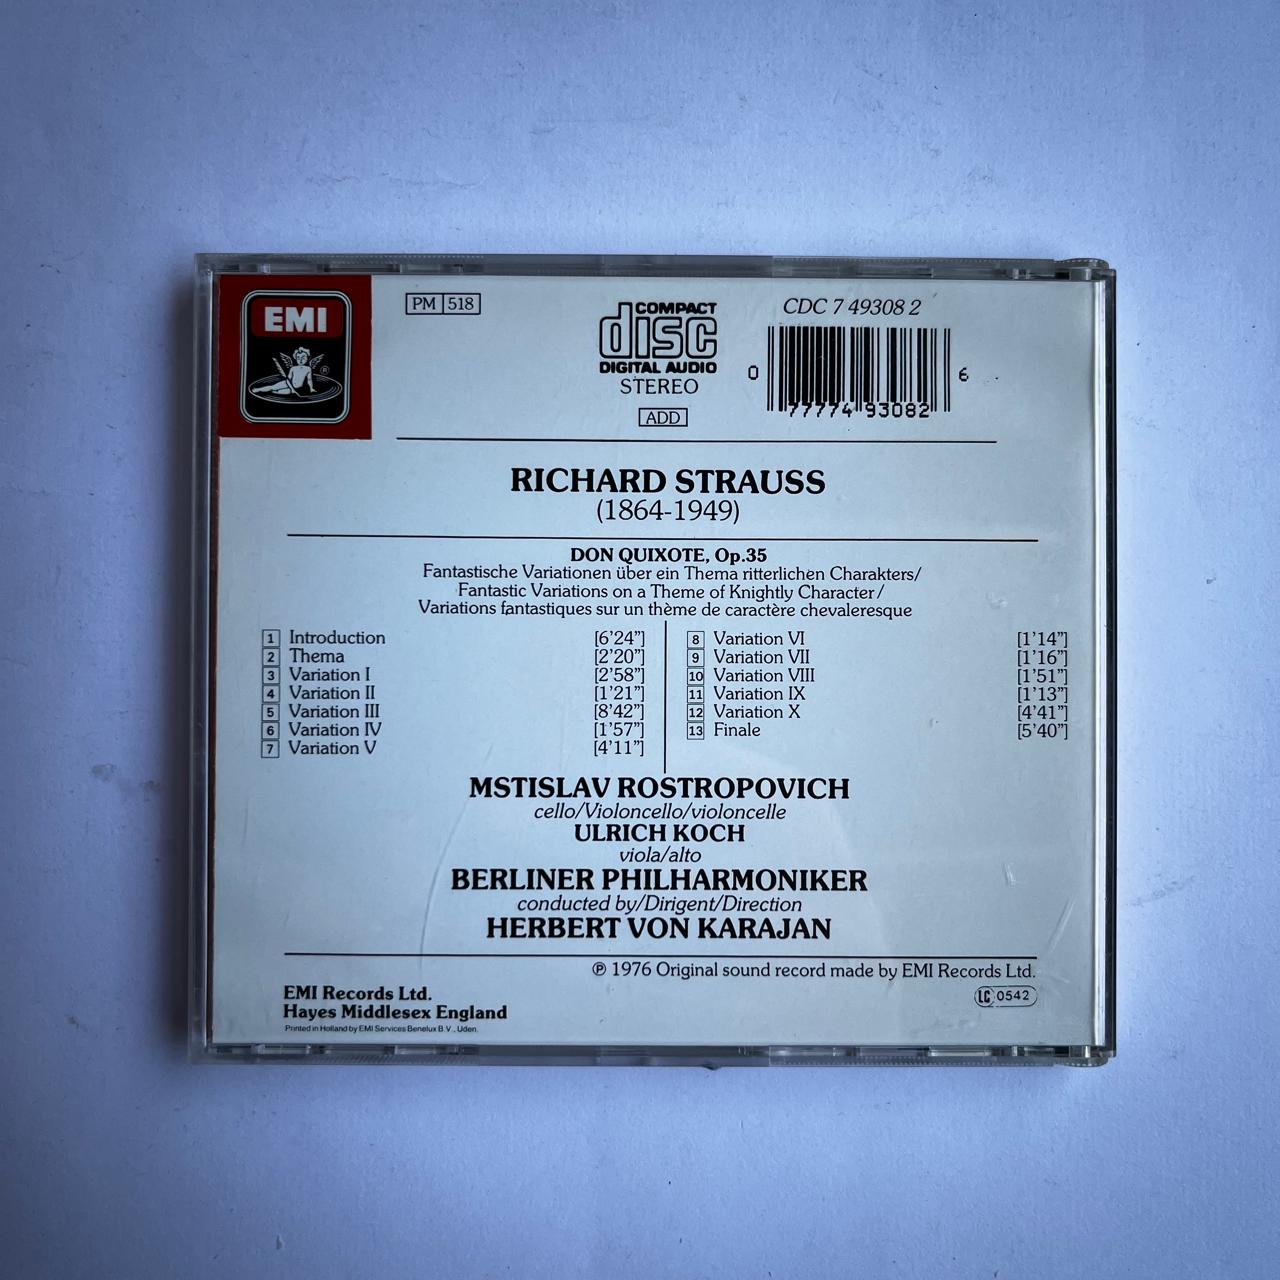 EMI
®
PM 518
COMPACT
disc
DIGITAL AUDIO
STEREO
ADD
CDC 7 49308 2
0 77774 93082 6
RICHARD STRAUSS
(1864-1949)
DON QUIXOTE, Op.35
Fantastische Variationen über ein Thema ritterlichen Charakters/
Fantastic Variations on a Theme of Knightly Character/
Variations fantastiques sur un thème de caractère chevaleresque
1 Introduction [6'24"]
2 Thema [2'20"]
3 Variation I [2'58"]
4 Variation II [1'21"]
5 Variation III [8'42"]
6 Variation IV [1'57"]
7 Variation V [4'11"]
8 Variation VI [1'14"]
9 Variation VII [1'16"]
10 Variation VIII [1'51"]
11 Variation IX [1'13"]
12 Variation X [4'41"]
13 Finale [5'40"]
MSTISLAV ROSTROPOVICH
cello/Violoncello/violoncelle
ULRICH KOCH
viola/alto
BERLINER PHILHARMONIKER
conducted by/Dirigent/Direction
HERBERT VON KARAJAN
℗ 1976 Original sound record made by EMI Records Ltd.
EMI Records Ltd.
Hayes Middlesex England
Printed in Holland by EMI Services Benelux B.V., Uden.
LC 0542